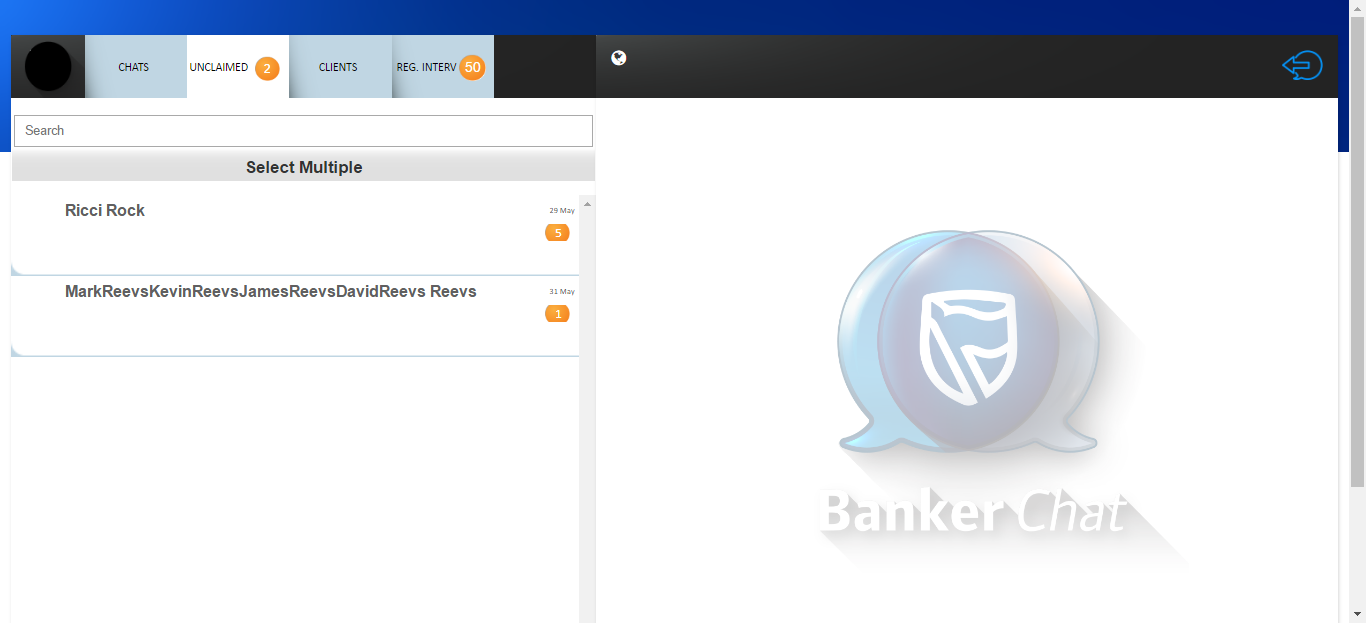 CHATS
UNCLAIMED 2
CLIENTS
REG. INTERV 50
Search
Select Multiple
Ricci Rock
29 May
5
MarkReevsKevinReevsJamesReevsDavidReevs Reevs
31 May
1
Banker Chat